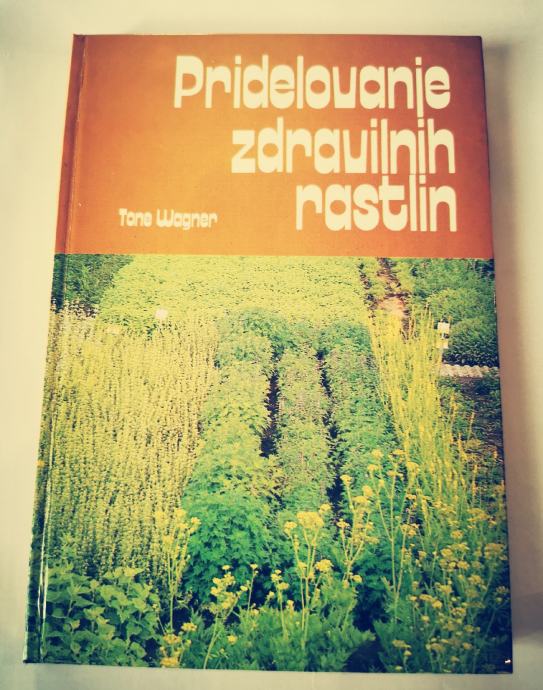 Pridelovanje
zdravilnih
rastlin
Tone Wagner